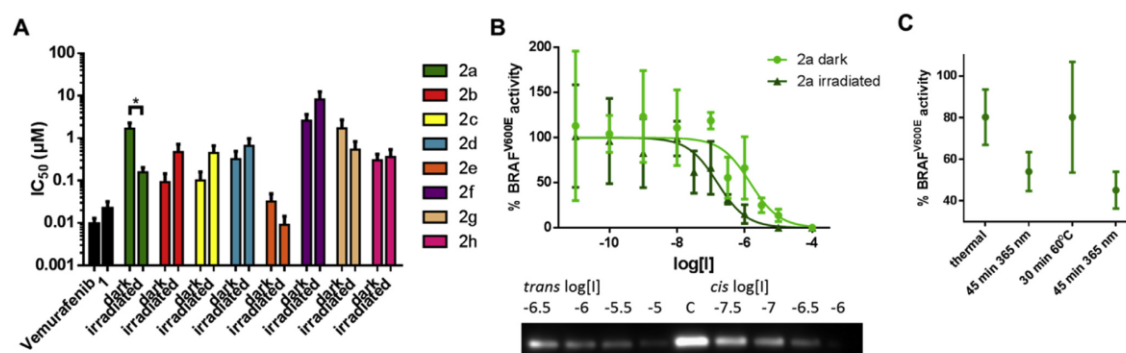 A
IC50 (μM)
100
10
1
0.1
0.01
0.001
*
Vemurafenib
1
dark
irradiated
dark
irradiated
dark
irradiated
dark
irradiated
dark
irradiated
dark
irradiated
dark
irradiated
dark
irradiated
2a
2b
2c
2d
2e
2f
2g
2h
B
% BRAFV600E activity
200
150
100
50
0
-10
-8
-6
-4
log[I]
2a dark
2a irradiated
trans log[I] cis log[I]
-6.5 -6 -5.5 -5 C -7.5 -7 -6.5 -6
C
% BRAFV600E activity
100
80
60
40
thermal
45 min 365 nm
30 min 60°C
45 min 365 nm